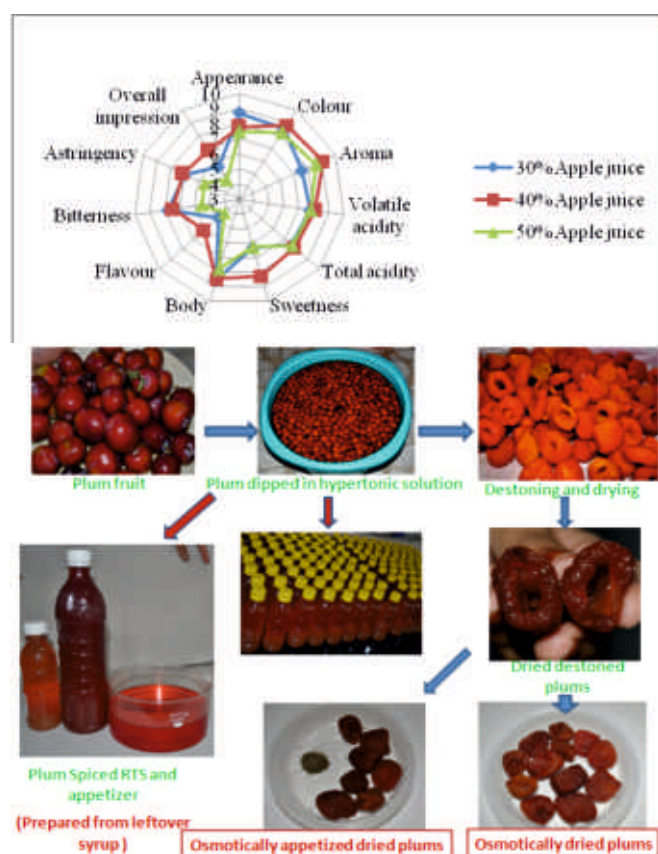 Appearance
Colour
Aroma
Volatile
acidity
Total acidity
Sweetness
Body
Flavour
Bitterness
Astringency
Overall
impression
10
30% Apple juice
40% Apple juice
50% Apple juice
Plum fruit
Plum dipped in hypertonic solution
Destoning and drying
Dried destoned
plums
Plum Spiced RTS and
appetizer
(Prepared from leftover
syrup )
Osmotically appetized dried plums
Osmotically dried plums